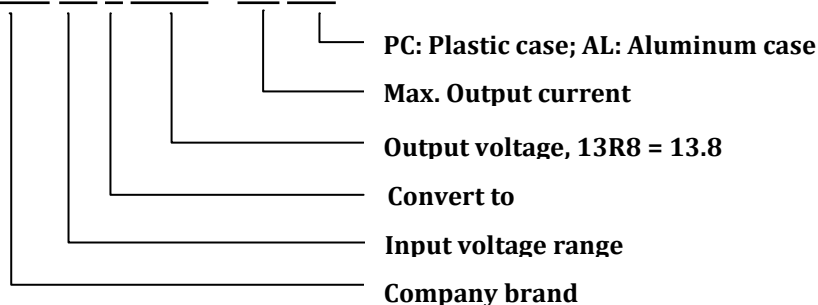 PC: Plastic case; AL: Aluminum case
Max. Output current
Output voltage, 13R8 = 13.8
Convert to
Input voltage range
Company brand